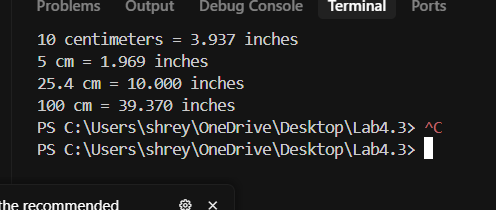 Problems Output Debug Console Terminal Ports
10 centimeters = 3.937 inches
5 cm = 1.969 inches
25.4 cm = 10.000 inches
100 cm = 39.370 inches
PS C:\Users\shrey\OneDrive\Desktop\Lab4.3> ^C
PS C:\Users\shrey\OneDrive\Desktop\Lab4.3>
the recommended